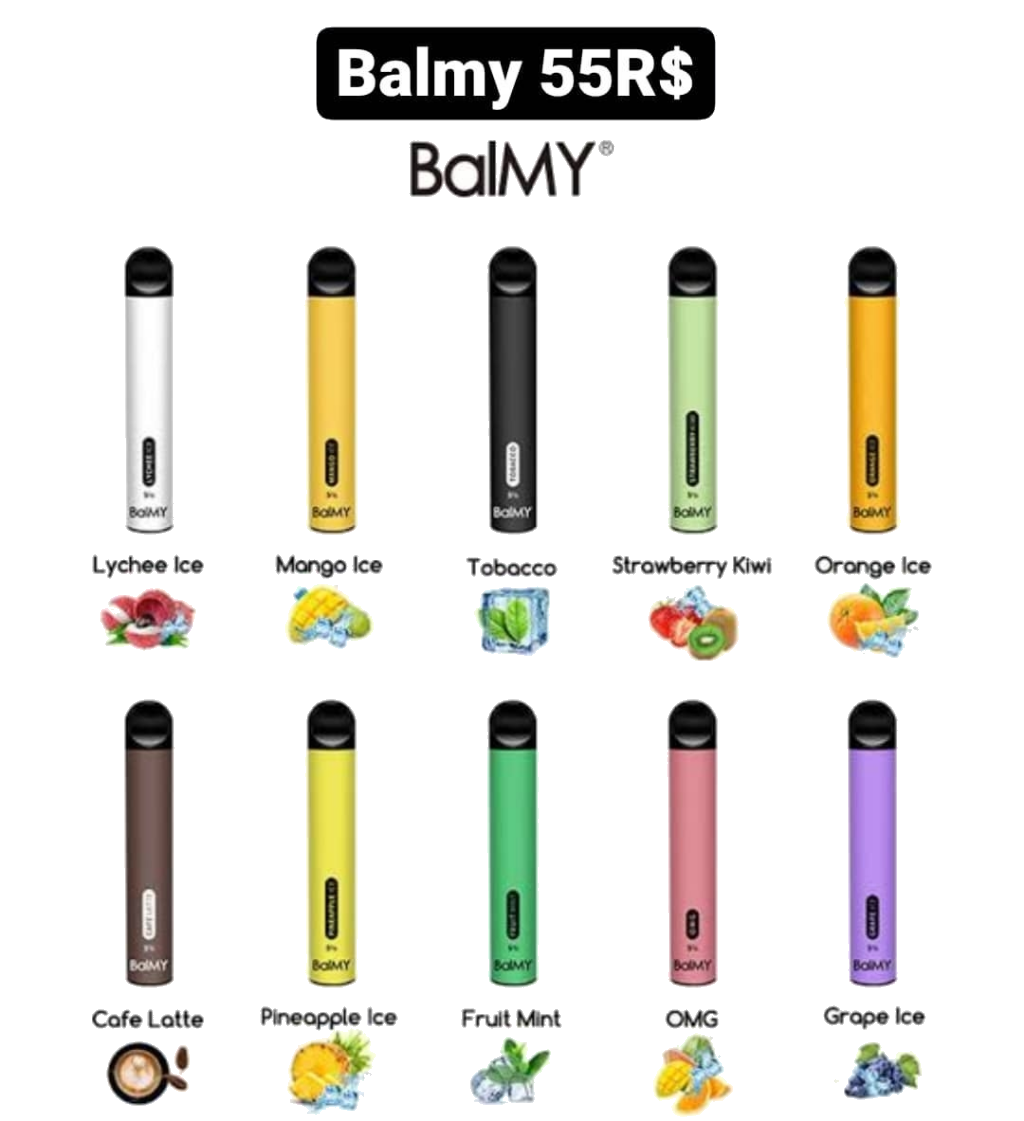 Balmy 55R$
BalMY®
LYCHEE ICE
MANGO ICE
TOBACCO
STRAWBERRY KIWI
ORANGE ICE
5%
5%
5%
5%
5%
BalMY
BalMY
BalMY
BalMY
BalMY
Lychee Ice
Mango Ice
Tobacco
Strawberry Kiwi
Orange Ice
CAFE LATTE
PINEAPPLE ICE
FRUIT MINT
OMG
GRAPE ICE
5%
5%
5%
5%
5%
BalMY
BalMY
BalMY
BalMY
BalMY
Cafe Latte
Pineapple Ice
Fruit Mint
OMG
Grape Ice